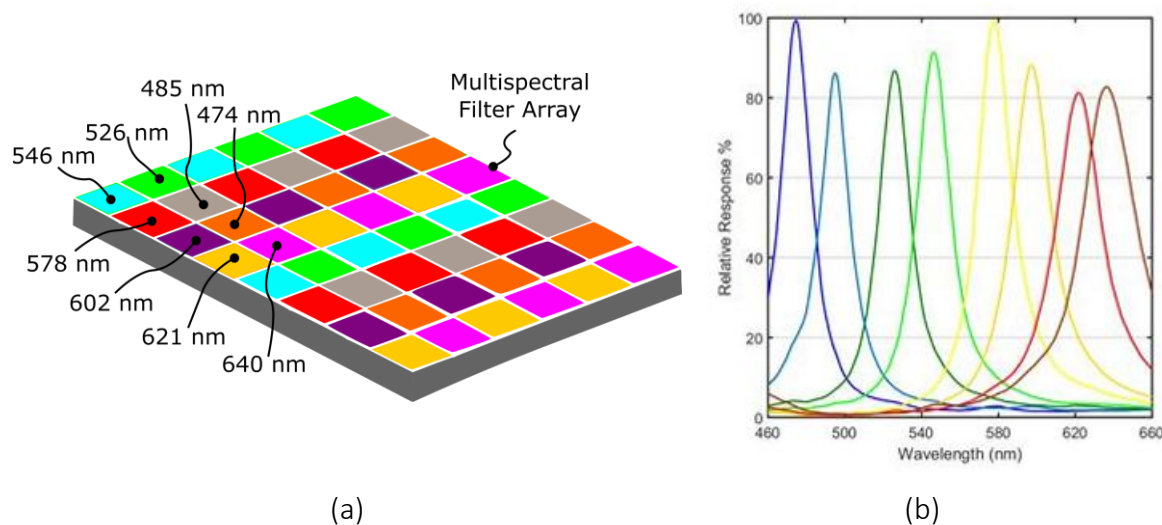 485 nm
474 nm
526 nm
546 nm
Multispectral
Filter Array
578 nm
602 nm
621 nm
640 nm
(a)
Relative Response %
100
80
60
40
20
0
460
500
540
580
620
660
Wavelength (nm)
(b)